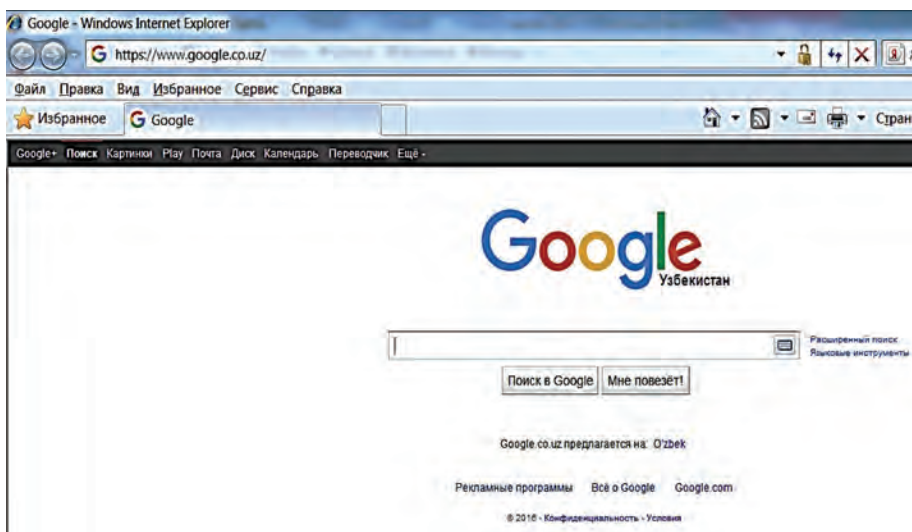 Google - Windows Internet Explorer
https://www.google.co.uz/
Файл Правка Вид Избранное Сервис Справка
Избранное Google Стран
Google+ Поиск Картинки Play Почта Диск Календарь Переводчик Ещё
Google
Узбекистан
Расширенный поиск
Языковые инструменты
Поиск в Google Мне повезёт!
Google.co.uz предлагается на: O'zbek
Рекламные программы Всё о Google Google.com
© 2016 - Конфиденциальность - Условия